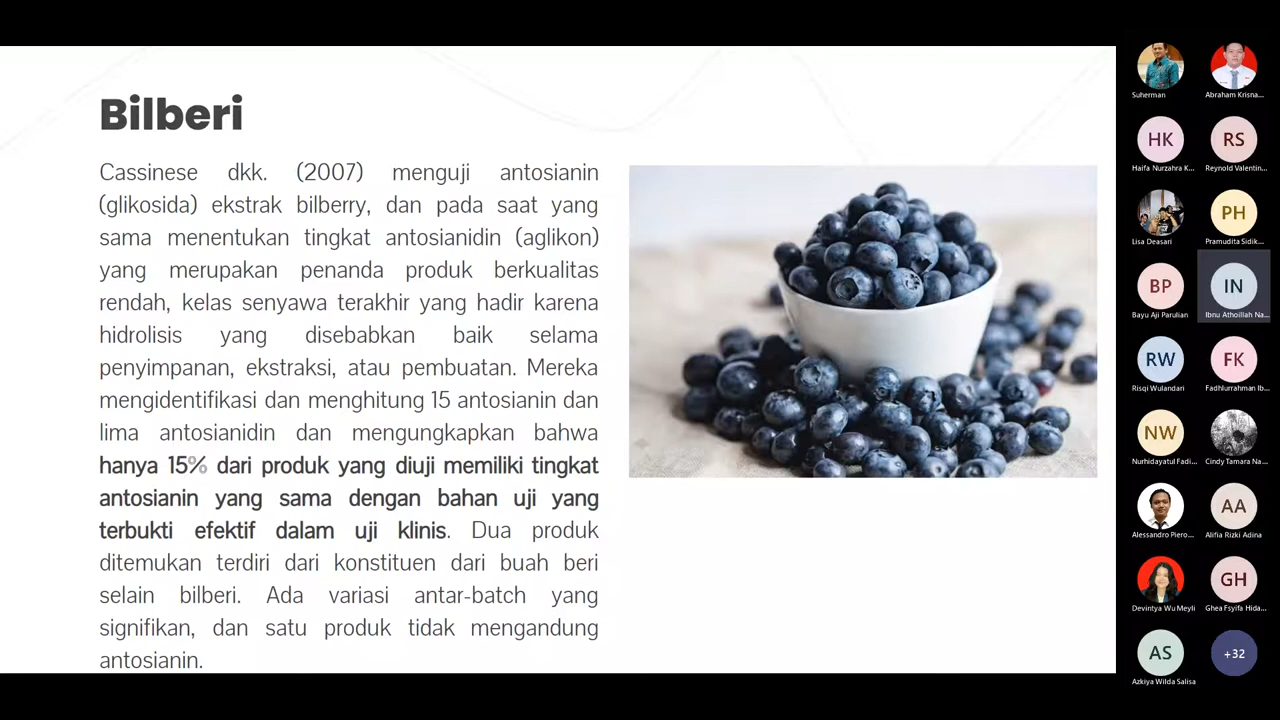 Bilberi
Cassinese dkk. (2007) menguji antosianin
(glikosida) ekstrak bilberry, dan pada saat yang
sama menentukan tingkat antosianidin (aglikon)
yang merupakan penanda produk berkualitas
rendah, kelas senyawa terakhir yang hadir karena
hidrolisis yang disebabkan baik selama
penyimpanan, ekstraksi, atau pembuatan. Mereka
mengidentifikasi dan menghitung 15 antosianin dan
lima antosianidin dan mengungkapkan bahwa
hanya 15% dari produk yang diuji memiliki tingkat
antosianin yang sama dengan bahan uji yang
terbukti efektif dalam uji klinis. Dua produk
ditemukan terdiri dari konstituen dari buah beri
selain bilberi. Ada variasi antar-batch yang
signifikan, dan satu produk tidak mengandung
antosianin.
Suherman
Abraham Krisna...
HK
Haifa Nurzahra K...
RS
Reynold Valentin...
Lisa Deasari
PH
Pramudita Sidik...
BP
Bayu Aji Parulian
IN
Ibnu Athoillah Na...
RW
Risqi Wulandari
FK
Fadhlurrahman Ib...
NW
Nurhidayatul Fadi...
Cindy Tamara Na...
Alessandro Piero...
AA
Alifia Rizki Adina
Devintya Wu Meyli
GH
Ghea Fsyifa Hida...
AS
Azkiya Wilda Salisa
+32